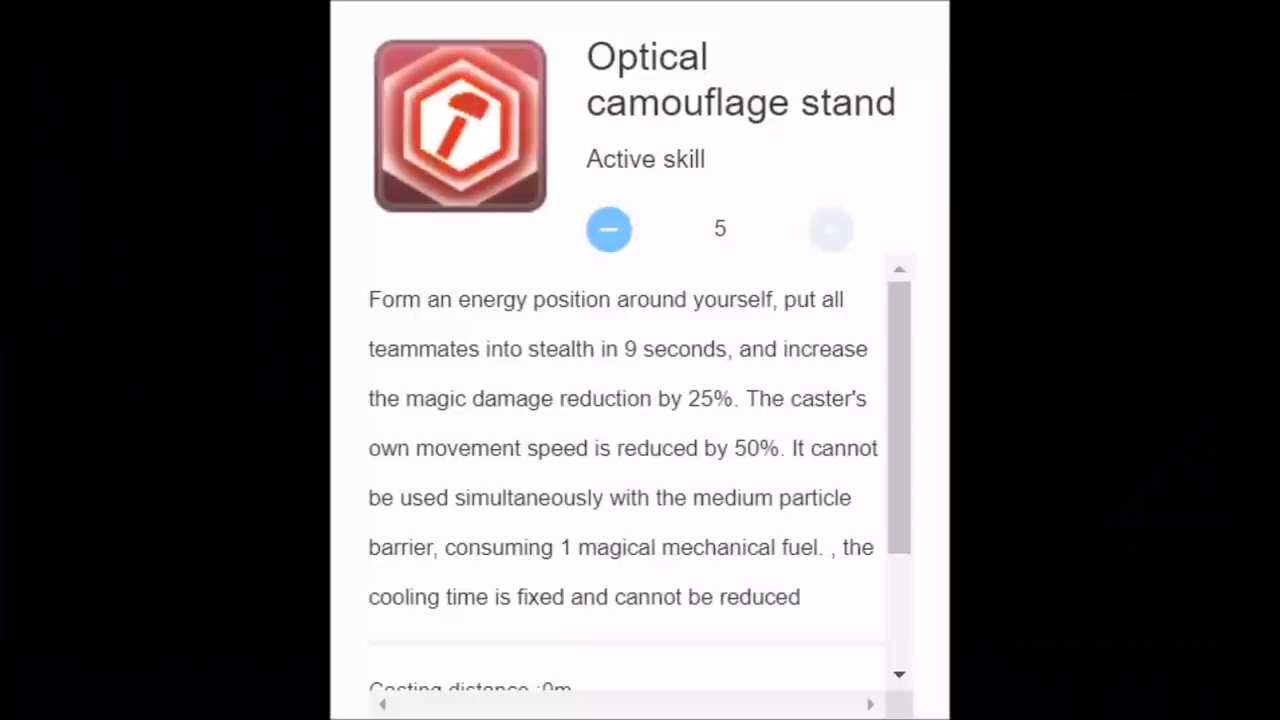 Optical
camouflage stand
Active skill
5
Form an energy position around yourself, put all
teammates into stealth in 9 seconds, and increase
the magic damage reduction by 25%. The caster's
own movement speed is reduced by 50%. It cannot
be used simultaneously with the medium particle
barrier, consuming 1 magical mechanical fuel. , the
cooling time is fixed and cannot be reduced
Casting distance :0m